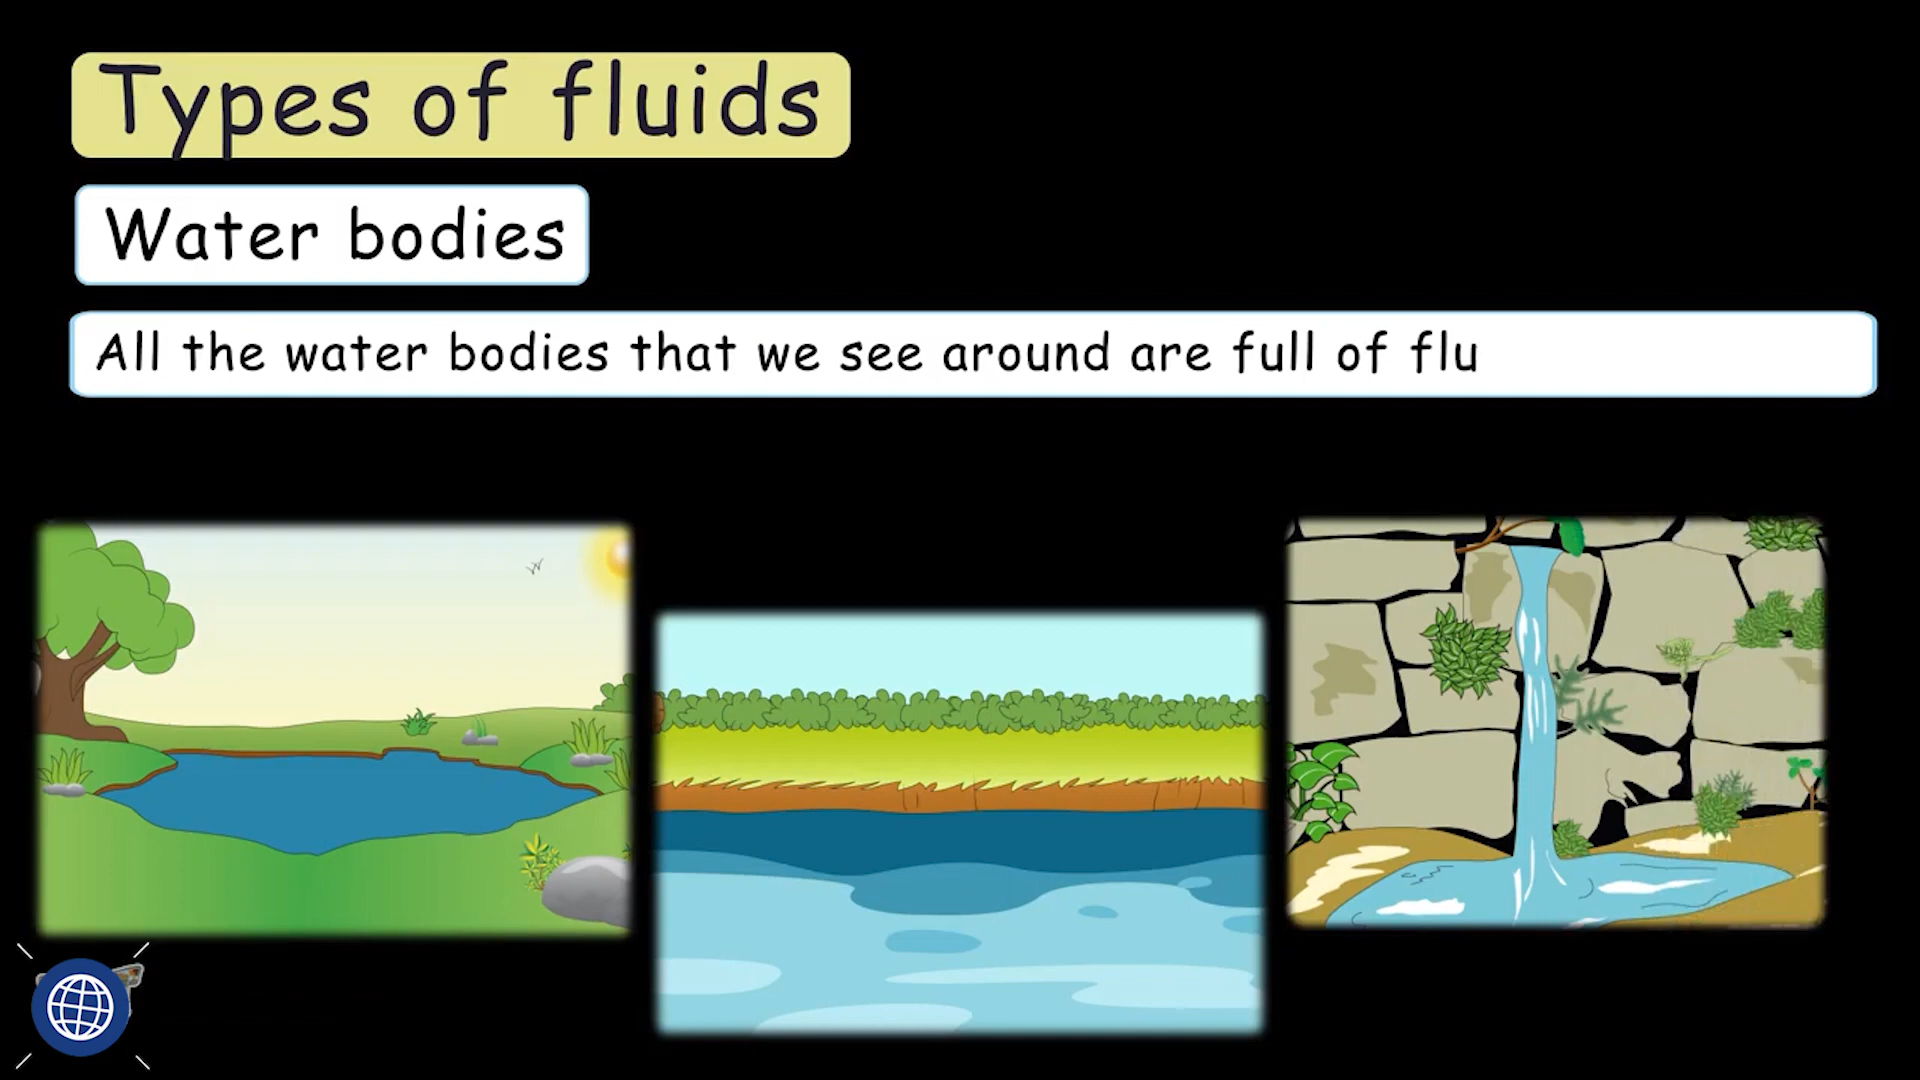 Types of fluids
Water bodies
All the water bodies that we see around are full of flu